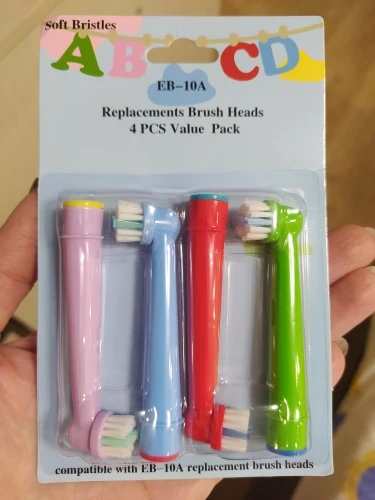 Soft Bristles
ABCD
EB-10A
Replacements Brush Heads
4 PCS Value Pack
compatible with EB-10A replacement brush heads